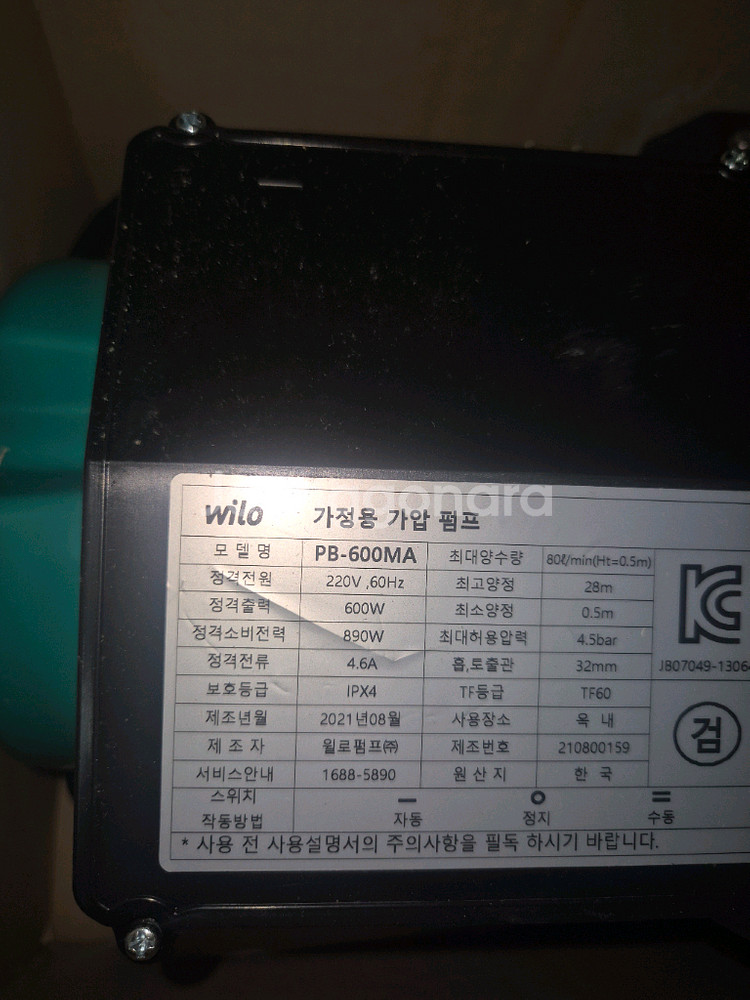 wilo 가정용 가압 펌프
모 델 명 PB-600MA 최대양수량 80ℓ/min(Ht=0.5m)
정격전원 220V ,60Hz 최고양정 28m
정격출력 600W 최소양정 0.5m
정격소비전력 890W 최대허용압력 4.5bar
정격전류 4.6A 흡,토출관 32mm
보호등급 IPX4 TF등급 TF60
제조년월 2021년08월 사용장소 옥 내
제 조 자 윌로펌프㈜ 제조번호 210800159
서비스안내 1688-5890 원 산 지 한 국
스위치
작동방법 자동 정지 수동
* 사용 전 사용설명서의 주의사항을 필독 하시기 바랍니다.
JB07049-1306
검